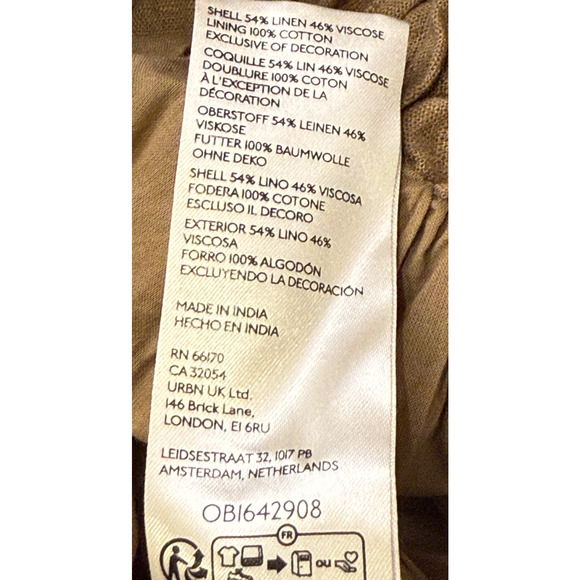 SHELL 54% LINEN 46% VISCOSE
LINING 100% COTTON
EXCLUSIVE OF DECORATION
COQUILLE 54% LIN 46% VISCOSE
DOUBLURE 100% COTON
À L'EXCEPTION DE LA
DÉCORATION
OBERSTOFF 54% LEINEN 46%
VISKOSE
FUTTER 100% BAUMWOLLE
OHNE DEKO
SHELL 54% LINO 46% VISCOSA
FODERA 100% COTONE
ESCLUSO IL DECORO
EXTERIOR 54% LINO 46%
VISCOSA
FORRO 100% ALGODÓN
EXCLUYENDO LA DECORACIÓN
MADE IN INDIA
HECHO EN INDIA
RN 66170
CA 32054
URBN UK Ltd.
146 Brick Lane,
LONDON, E1 6RU
LEIDSESTRAAT 32, 1017 PB
AMSTERDAM, NETHERLANDS
OB1642908
FR
OU